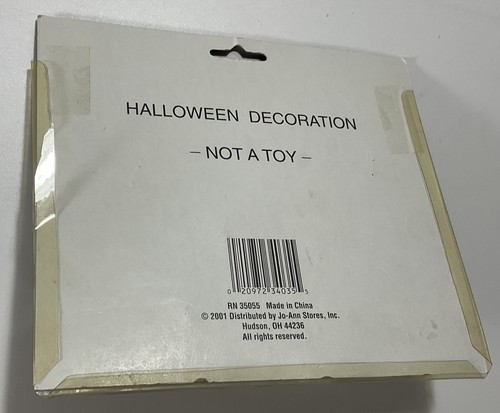 HALLOWEEN DECORATION
– NOT A TOY –
0 20972 34035 5
RN 35055 Made in China
© 2001 Distributed by Jo-Ann Stores, Inc.
Hudson, OH 44236
All rights reserved.